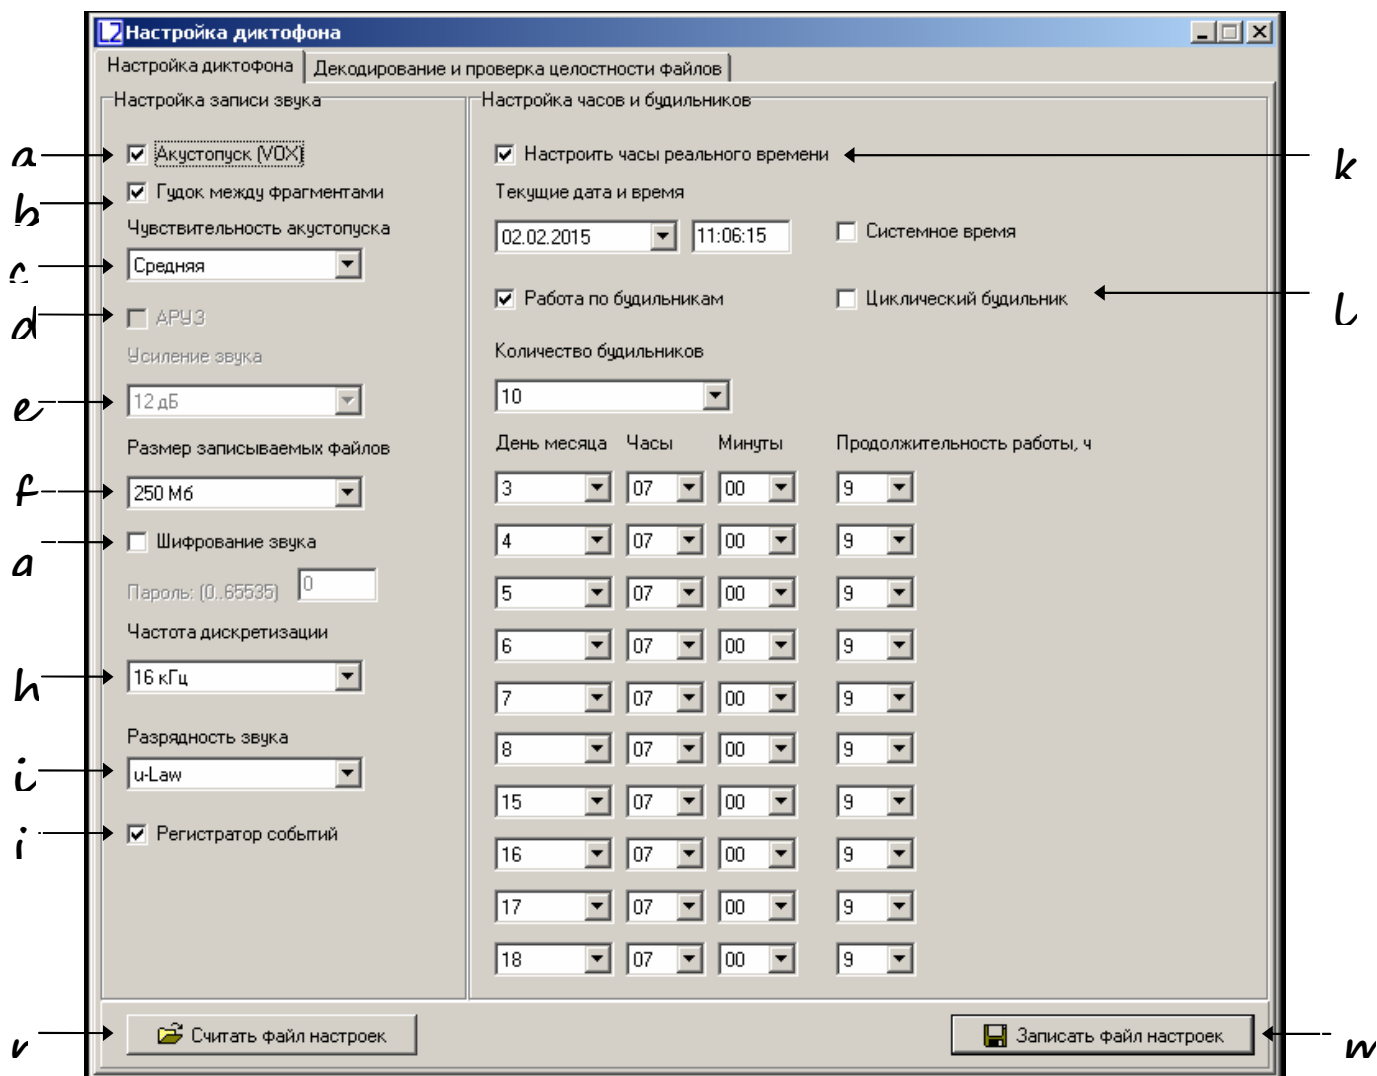 Настройка диктофона
Настройка диктофона
Декодирование и проверка целостности файлов
Настройка записи звука
a
Акустопуск (VOX)
b
Гудок между фрагментами
Чувствительность акустопуска
c
Средняя
d
АРУЗ
Усиление звука
e
12 дБ
Размер записываемых файлов
f
250 Мб
Шифрование звука
Пароль: (0..65535) 0
Частота дискретизации
h
16 кГц
Разрядность звука
i
u-Law
Регистратор событий
Настройка часов и будильников
Настроить часы реального времени
k
Текущие дата и время
02.02.2015 11:06:15 Системное время
Работа по будильникам Циклический будильник
l
Количество будильников
10
День месяца Часы Минуты Продолжительность работы, ч
3 07 00 9
4 07 00 9
5 07 00 9
6 07 00 9
7 07 00 9
8 07 00 9
15 07 00 9
16 07 00 9
17 07 00 9
18 07 00 9
Считать файл настроек
Записать файл настроек
m